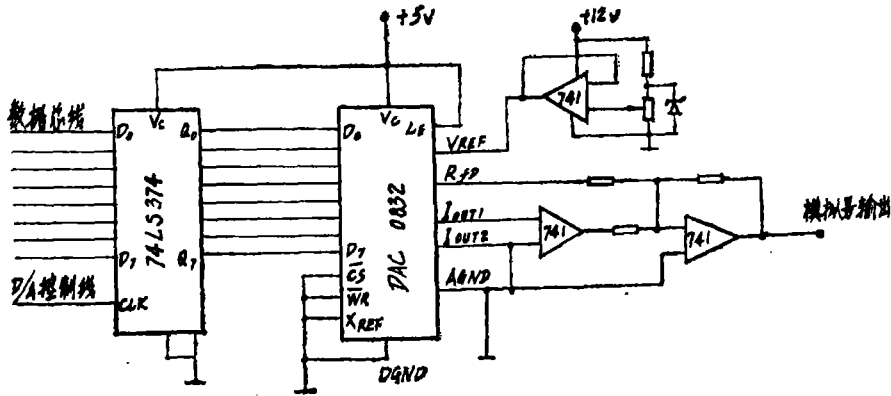 +5V
+12V
741
数据总线
D₀
Vc
Q₀
D₀
Vc
LE
VREF
RfD
74LS374
DAC 0832
IOUT1
IOUT2
741
741
模拟号输出
D₇
Q₇
D₇
CS
WR
XREF
AGND
D/A控制线
CLK
DGND